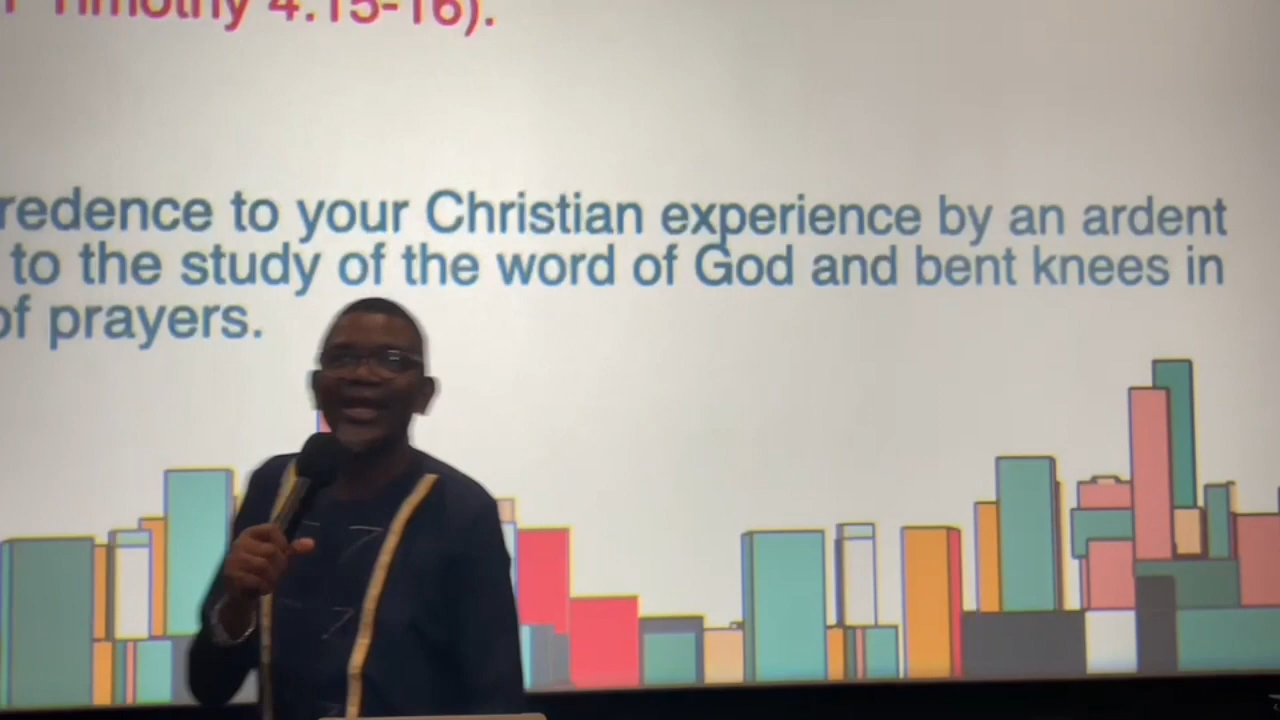 Timothy 4:15-16).
redence to your Christian experience by an ardent
to the study of the word of God and bent knees in
of prayers.